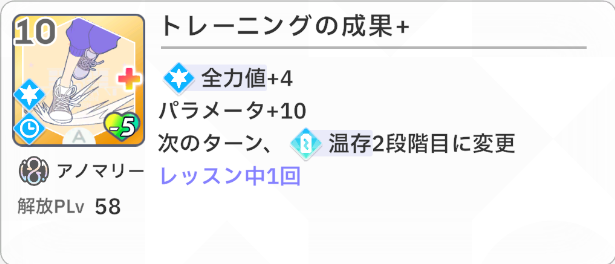 トレーニングの成果+
10
全力値+4
パラメータ+10
次のターン、温存2段階目に変更
レッスン中1回
A
-5
アノマリー
解放PLv 58